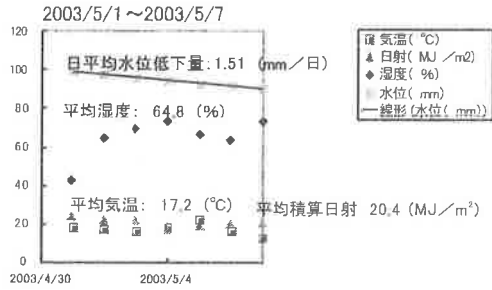 2003/5/1～2003/5/7
120
100
80
60
40
20
0
日平均水位低下量：1.51 (mm／日)
平均湿度： 64.8 (%)
平均気温： 17.2 (℃)
平均積算日射 20.4 (MJ／m²)
2003/4/30
2003/5/4
気温( ℃)
日射( MJ ／m2)
湿度( %)
水位( mm)
線形(水位( mm))